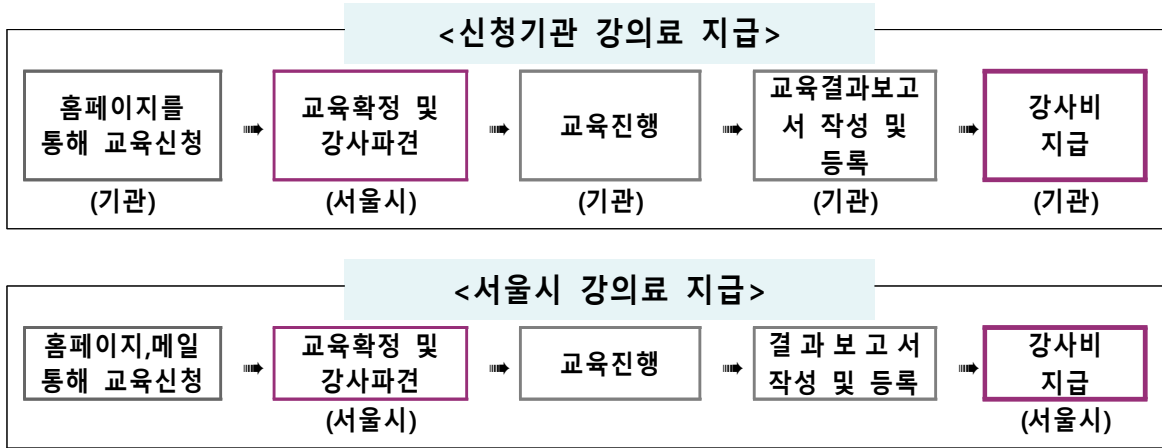 <신청기관 강의료 지급>
홈페이지를
통해 교육신청
(기관)
➠
교육확정 및
강사파견
(서울시)
➠
교육진행
(기관)
➠
교육결과보고
서 작성 및
등록
(기관)
➠
강사비
지급
(기관)
<서울시 강의료 지급>
홈페이지,메일
통해 교육신청
➠
교육확정 및
강사파견
(서울시)
➠
교육진행
➠
결과보고서
작성 및 등록
➠
강사비
지급
(서울시)